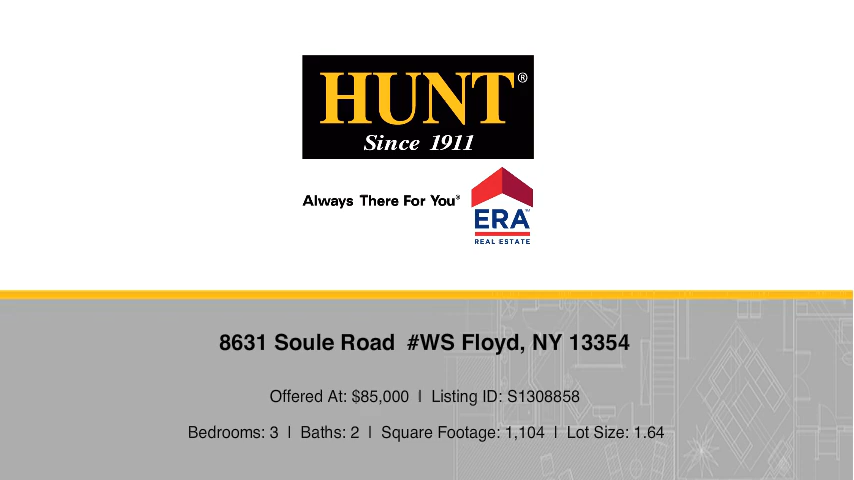 HUNT®
Since 1911
Always There For You®
ERA™
REAL ESTATE
8631 Soule Road #WS Floyd, NY 13354
Offered At: $85,000 | Listing ID: S1308858
Bedrooms: 3 | Baths: 2 | Square Footage: 1,104 | Lot Size: 1.64